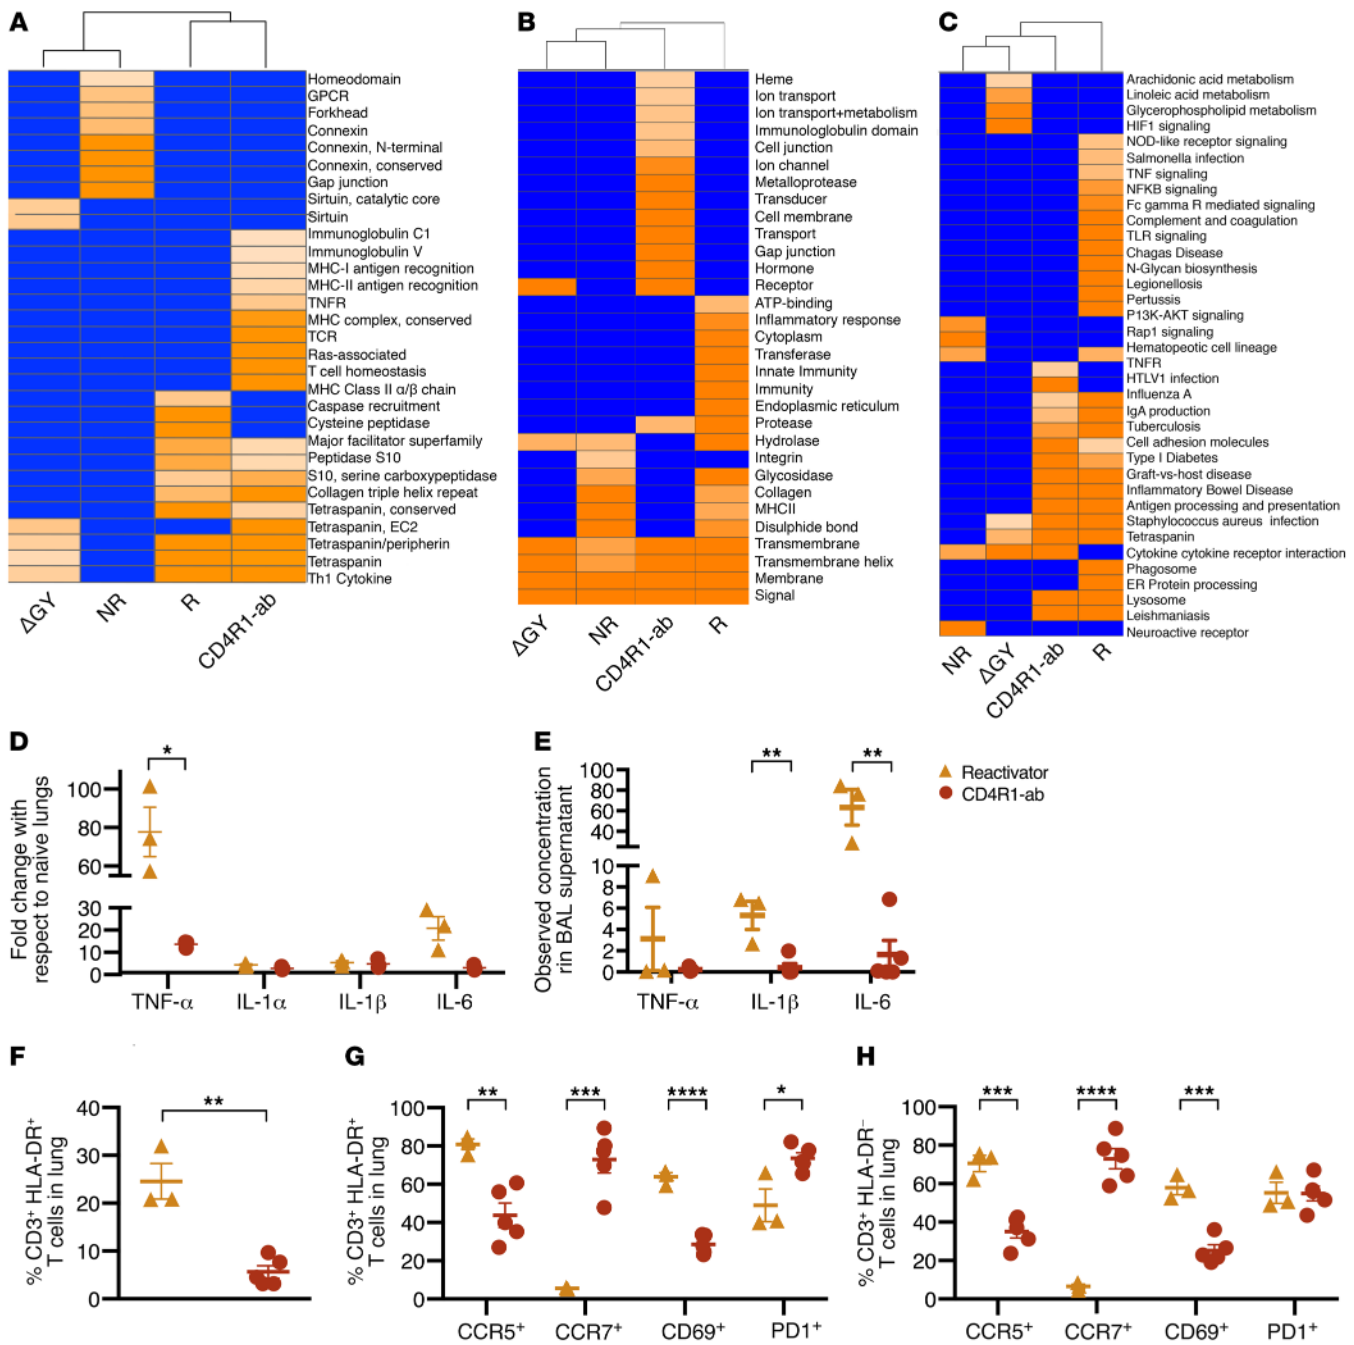 A
Homeodomain
GPCR
Forkhead
Connexin
Connexin, N-terminal
Connexin, conserved
Gap junction
Sirtuin, catalytic core
Sirtuin
Immunoglobulin C1
Immunoglobulin V
MHC-I antigen recognition
MHC-II antigen recognition
TNFR
MHC complex, conserved
TCR
Ras-associated
T cell homeostasis
MHC Class II α/β chain
Caspase recruitment
Cysteine peptidase
Major facilitator superfamily
Peptidase S10
S10, serine carboxypeptidase
Collagen triple helix repeat
Tetraspanin, conserved
Tetraspanin, EC2
Tetraspanin/peripherin
Tetraspanin
Th1 Cytokine
ΔGY
NR
R
CD4R1-ab
B
Heme
Ion transport
Ion transport+metabolism
Immunologlobulin domain
Cell junction
Ion channel
Metalloprotease
Transducer
Cell membrane
Transport
Gap junction
Hormone
Receptor
ATP-binding
Inflammatory response
Cytoplasm
Transferase
Innate Immunity
Immunity
Endoplasmic reticulum
Protease
Hydrolase
Integrin
Glycosidase
Collagen
MHCII
Disulphide bond
Transmembrane
Transmembrane helix
Membrane
Signal
ΔGY
NR
CD4R1-ab
R
C
Arachidonic acid metabolism
Linoleic acid metabolism
Glycerophospholipid metabolism
HIF1 signaling
NOD-like receptor signaling
Salmonella infection
TNF signaling
NFKB signaling
Fc gamma R mediated signaling
Complement and coagulation
TLR signaling
Chagas Disease
N-Glycan biosynthesis
Legionellosis
Pertussis
P13K-AKT signaling
Rap1 signaling
Hematopoetic cell lineage
TNFR
HTLV1 infection
Influenza A
IgA production
Tuberculosis
Cell adhesion molecules
Type I Diabetes
Graft-vs-host disease
Inflammatory Bowel Disease
Antigen processing and presentation
Staphylococcus aureus infection
Tetraspanin
Cytokine cytokine receptor interaction
Phagosome
ER Protein processing
Lysosome
Leishmaniasis
Neuroactive receptor
NR
ΔGY
CD4R1-ab
R
D
Fold change with
respect to naive lungs
100
80
60
30
20
10
0
*
TNF-α
IL-1α
IL-1β
IL-6
E
Observed concentration
rin BAL supernatant
100
80
60
40
10
8
6
4
2
0
**
**
TNF-α
IL-1β
IL-6
Reactivator
CD4R1-ab
F
% CD3+ HLA-DR+
T cells in lung
40
30
20
10
0
**
G
% CD3+ HLA-DR+
T cells in lung
100
80
60
40
20
0
**
***
****
*
CCR5+
CCR7+
CD69+
PD1+
H
% CD3+ HLA-DR−
T cells in lung
100
80
60
40
20
0
***
****
***
CCR5+
CCR7+
CD69+
PD1+